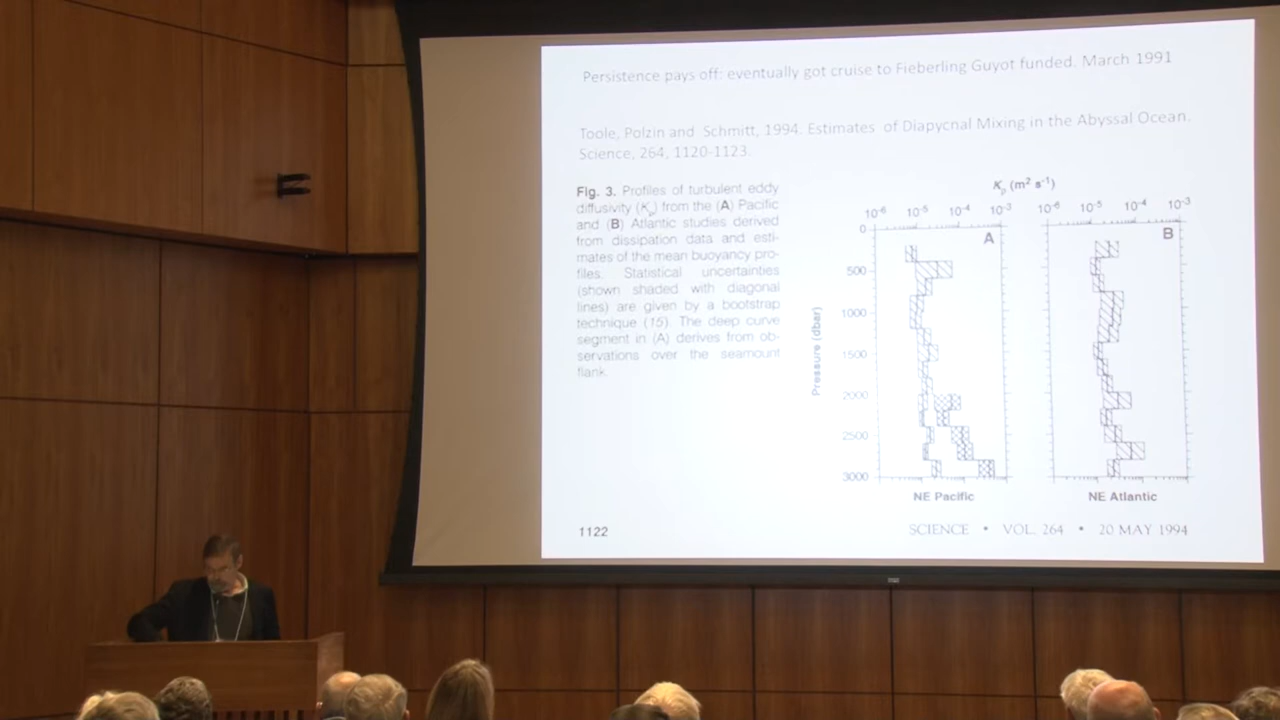 Persistence pays off: eventually got cruise to Fieberling Guyot funded. March 1991
Toole, Polzin and Schmitt, 1994. Estimates of Diapycnal Mixing in the Abyssal Ocean.
Science, 264, 1120-1123.
Fig. 3. Profiles of turbulent eddy
diffusivity (Kρ) from the (A) Pacific
and (B) Atlantic studies derived
from dissipation data and esti-
mates of the mean buoyancy pro-
files. Statistical uncertainties
(shown shaded with diagonal
lines) are given by a bootstrap
technique (15). The deep curve
segment in (A) derives from ob-
servations over the seamount
flank.
Kρ (m² s⁻¹)
10⁻⁶ 10⁻⁵ 10⁻⁴ 10⁻³ 10⁻⁶ 10⁻⁵ 10⁻⁴ 10⁻³
A B
Pressure (dbar)
0
500
1000
1500
2000
2500
3000
NE Pacific NE Atlantic
1122 SCIENCE • VOL. 264 • 20 MAY 1994